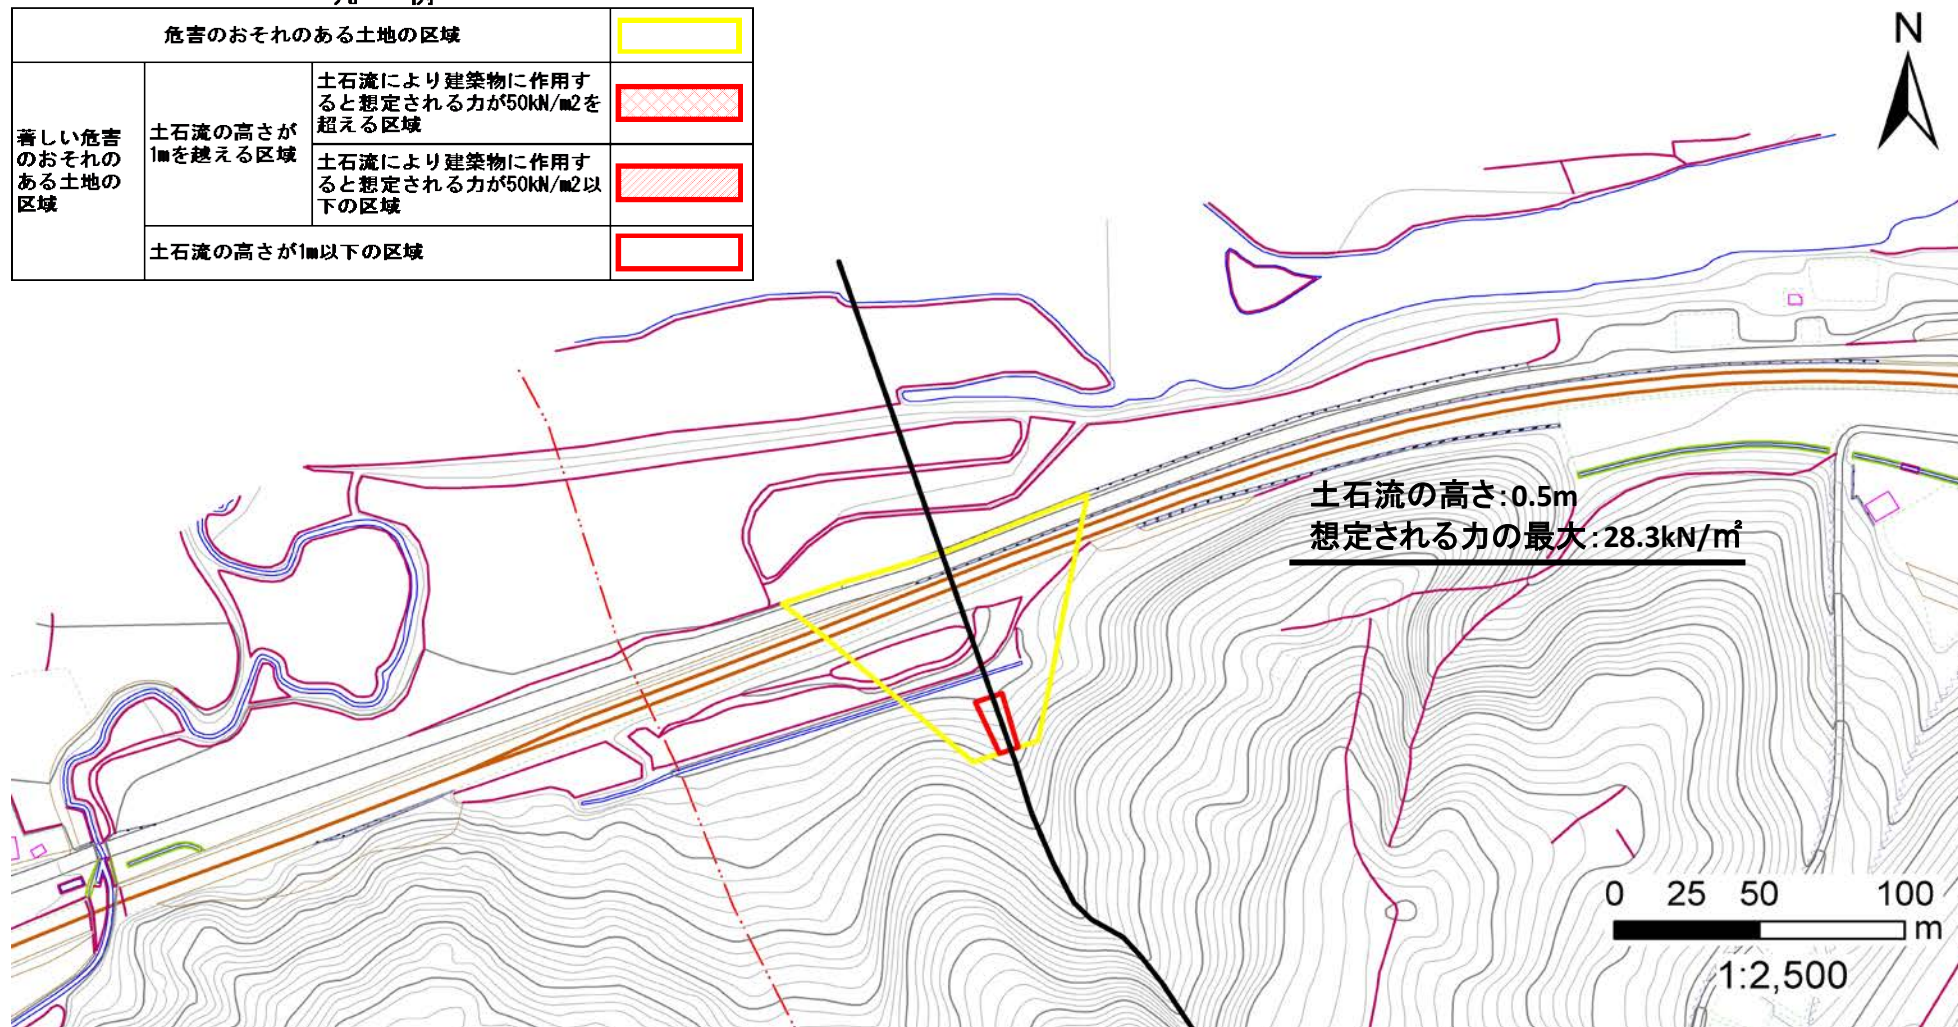 危害のおそれのある土地の区域
著しい危害
のおそれの
ある土地の
区域
土石流の高さが
1mを越える区域
土石流により建築物に作用す
ると想定される力が50kN/m2を
超える区域
土石流により建築物に作用す
ると想定される力が50kN/m2以
下の区域
土石流の高さが1m以下の区域
N
土石流の高さ:0.5m
想定される力の最大:28.3kN/㎡
0 25 50 100
m
1:2,500